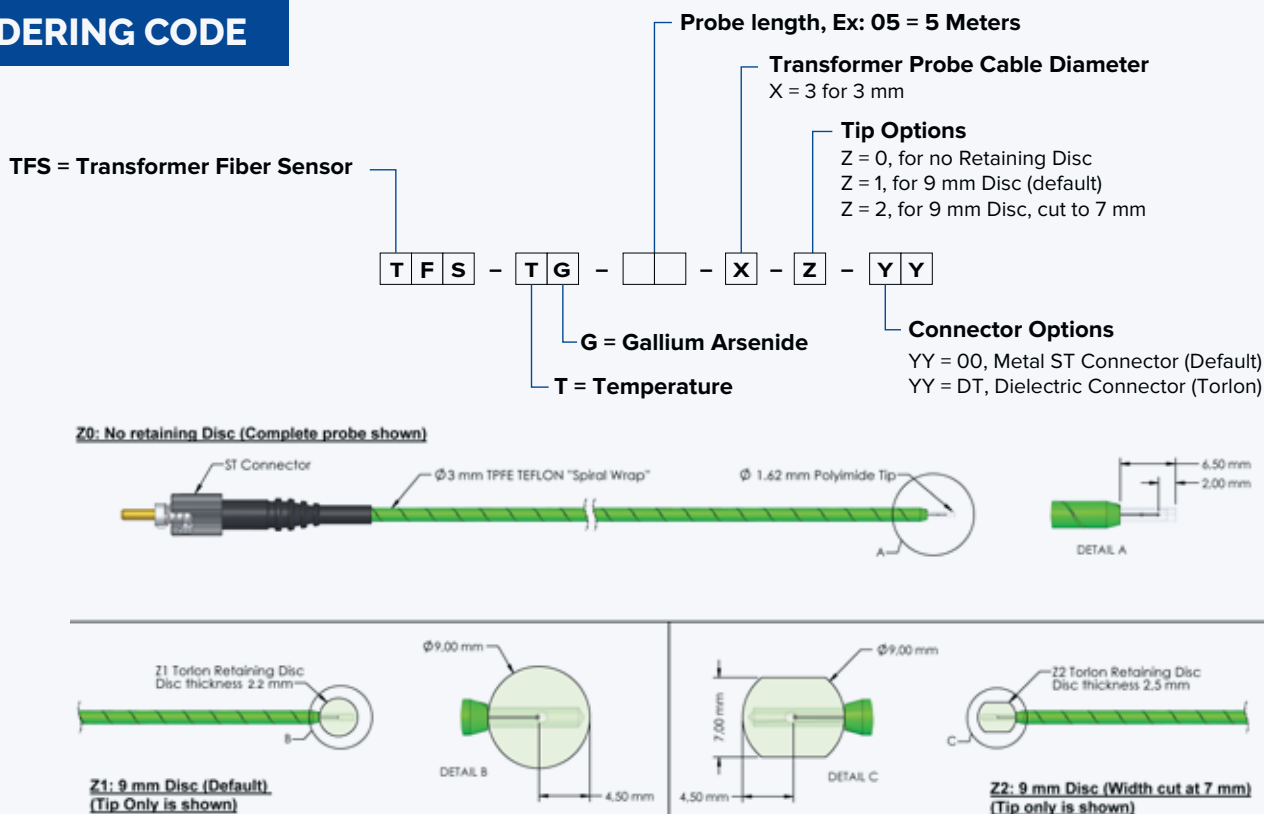 DERING CODE
Probe length, Ex: 05 = 5 Meters
Transformer Probe Cable Diameter
X = 3 for 3 mm
Tip Options
Z = 0, for no Retaining Disc
Z = 1, for 9 mm Disc (default)
Z = 2, for 9 mm Disc, cut to 7 mm
TFS = Transformer Fiber Sensor
T F S – T G – – X – Z – Y Y
G = Gallium Arsenide
T = Temperature
Connector Options
YY = 00, Metal ST Connector (Default)
YY = DT, Dielectric Connector (Torlon)
Z0: No retaining Disc (Complete probe shown)
ST Connector
Ø3 mm TPFE TEFLON "Spiral Wrap"
Ø 1.62 mm Polyimide Tip
A
6,50 mm
2,00 mm
DETAIL A
Z1 Torlon Retaining Disc
Disc thickness 2.2 mm
B
Z1: 9 mm Disc (Default)
(Tip Only is shown)
Ø9,00 mm
DETAIL B
4,50 mm
Ø9,00 mm
7,00 mm
DETAIL C
4,50 mm
Z2 Torlon Retaining Disc
Disc thickness 2,5 mm
C
Z2: 9 mm Disc (Width cut at 7 mm)
(Tip only is shown)